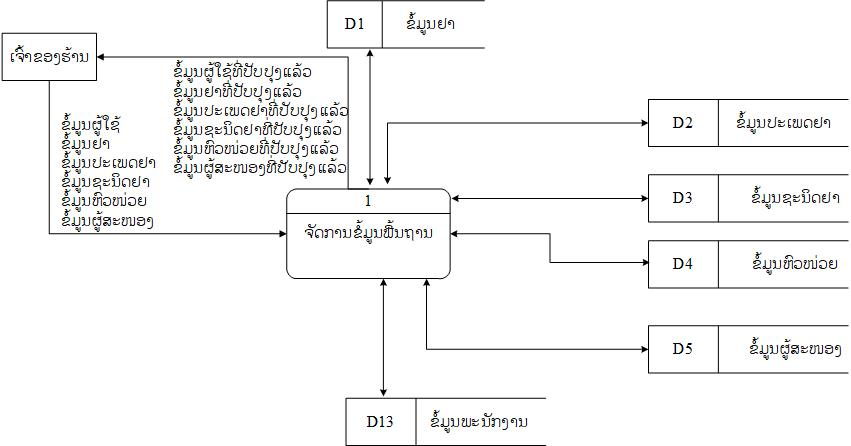 D1 ຂໍ້ມູນຢາ
ເຈົ້າຂອງຮ້ານ
ຂໍ້ມູນຜູ້ໃຊ້ທີ່ປັບປຸງແລ້ວ
ຂໍ້ມູນຢາທີ່ປັບປຸງແລ້ວ
ຂໍ້ມູນປະເພດຢາທີ່ປັບປຸງແລ້ວ
ຂໍ້ມູນຊະນິດຢາທີ່ປັບປຸງແລ້ວ
ຂໍ້ມູນຫົວໜ່ວຍທີ່ປັບປຸງແລ້ວ
ຂໍ້ມູນຜູ້ສະໜອງທີ່ປັບປຸງແລ້ວ
ຂໍ້ມູນຜູ້ໃຊ້
ຂໍ້ມູນຢາ
ຂໍ້ມູນປະເພດຢາ
ຂໍ້ມູນຊະນິດຢາ
ຂໍ້ມູນຫົວໜ່ວຍ
ຂໍ້ມູນຜູ້ສະໜອງ
D2 ຂໍ້ມູນປະເພດຢາ
D3 ຂໍ້ມູນຊະນິດຢາ
1
ຈັດການຂໍ້ມູນພື້ນຖານ
D4 ຂໍ້ມູນຫົວໜ່ວຍ
D5 ຂໍ້ມູນຜູ້ສະໜອງ
D13 ຂໍ້ມູນພະນັກງານ